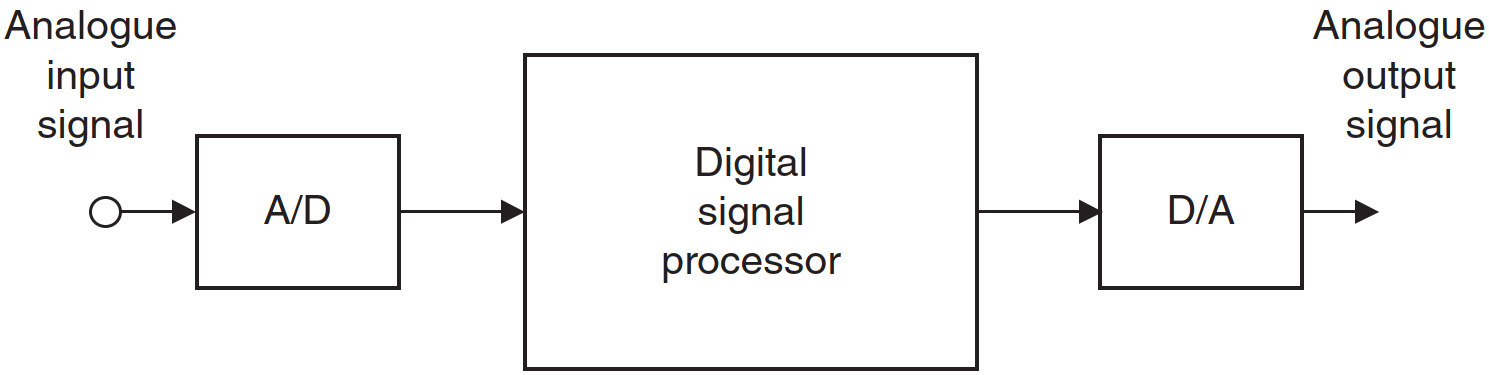 Analogue
input
signal
A/D
Digital
signal
processor
D/A
Analogue
output
signal